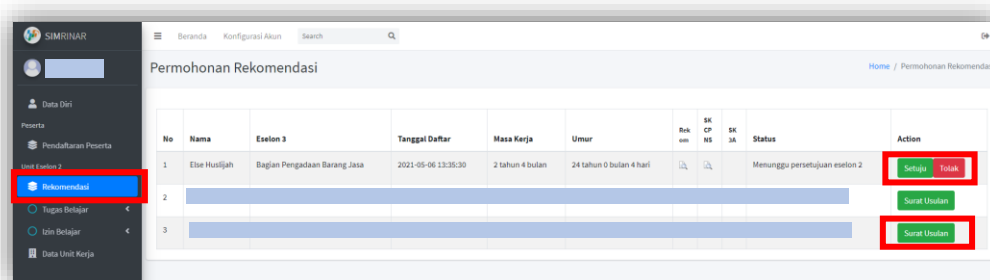 SIMRINAR
Beranda Konfigurasi Akun Search
Permohonan Rekomendasi
Home / Permohonan Rekomendas
Data Diri
Peserta
Pendaftaran Peserta
Unit Eselon 2
Rekomendasi
Tugas Belajar
Izin Belajar
Data Unit Kerja
No Nama Eselon 3 Tanggal Daftar Masa Kerja Umur Rek om SK CP NS SK 3A Status Action
1 Else Huslijah Bagian Pengadaan Barang Jasa 2021-05-06 13:35:30 2 tahun 4 bulan 24 tahun 0 bulan 4 hari Menunggu persetujuan eselon 2 Setuju Tolak
2 Surat Usulan
3 Surat Usulan